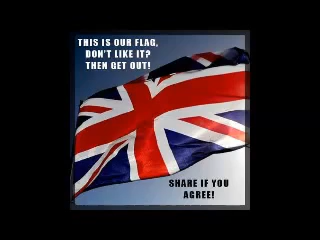 THIS IS OUR FLAG,
DON'T LIKE IT?
THEN GET OUT!
SHARE IF YOU
AGREE!